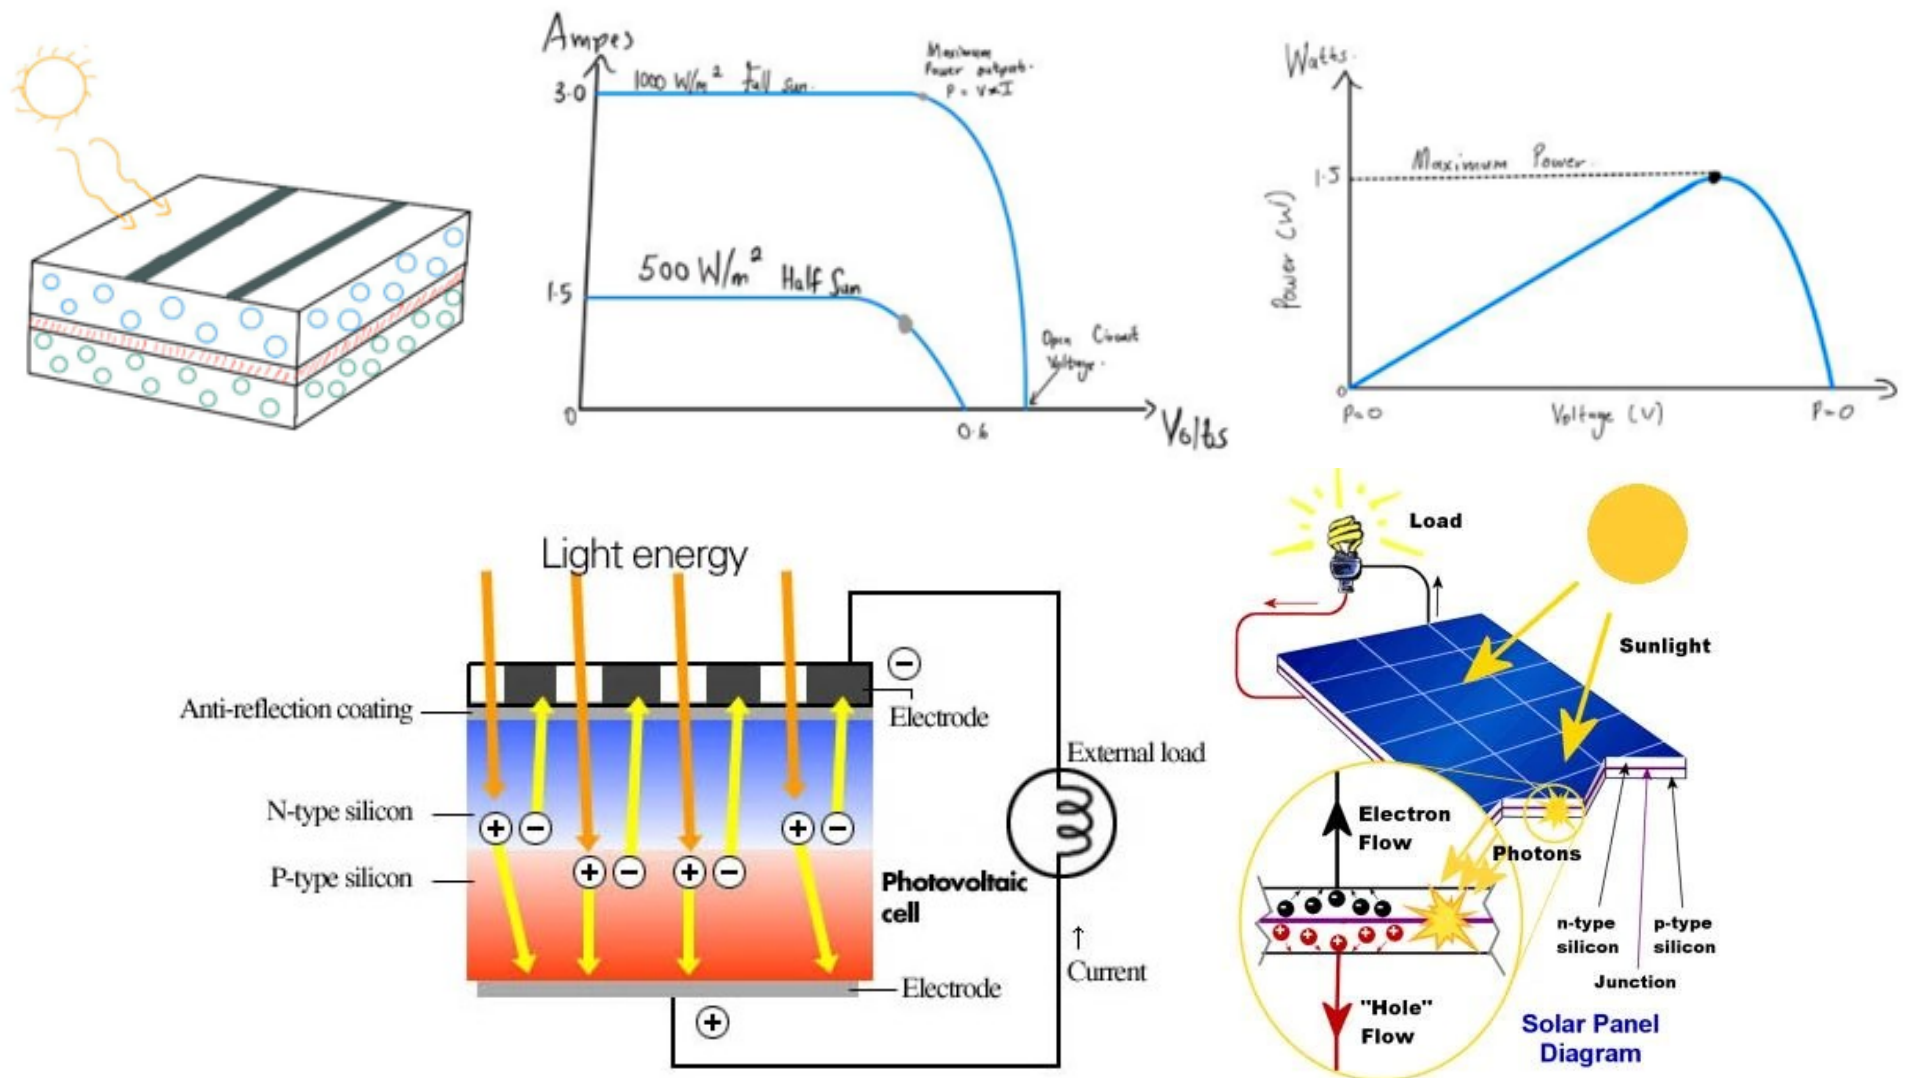 Ampes
3.0
1000 W/m² Full Sun.
Maximum
Power output.
P = V×I
1.5
500 W/m² Half Sun
Open Circuit
Voltage.
0
0.6
Volts
Watts.
1.5
Maximum Power.
Power (W)
0
P=0
Voltage (V)
P=0
Light energy
Anti-reflection coating
Electrode
External load
N-type silicon
P-type silicon
Photovoltaic
cell
↑
Current
Electrode
Load
Sunlight
Electron
Flow
Photons
n-type
silicon
p-type
silicon
Junction
"Hole"
Flow
Solar Panel
Diagram